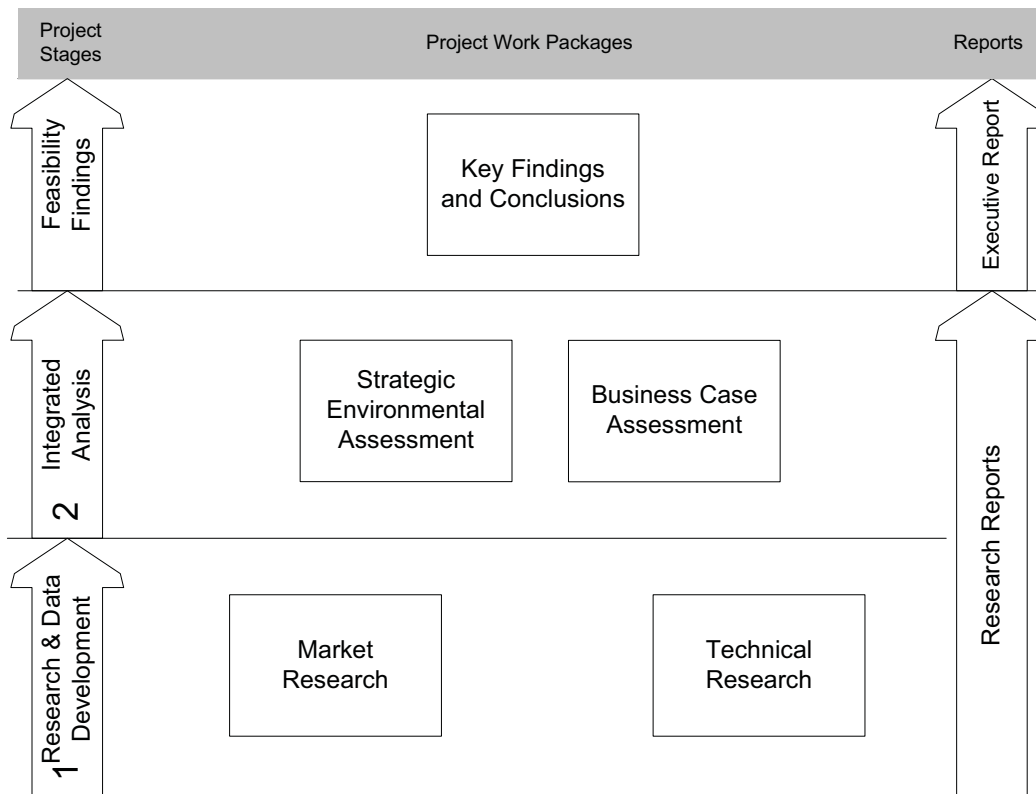 Project
Stages
Project Work Packages
Reports
Feasibility
Findings
Key Findings
and Conclusions
Executive Report
2
Integrated
Analysis
Strategic
Environmental
Assessment
Business Case
Assessment
Research Reports
1
Research & Data
Development
Market
Research
Technical
Research